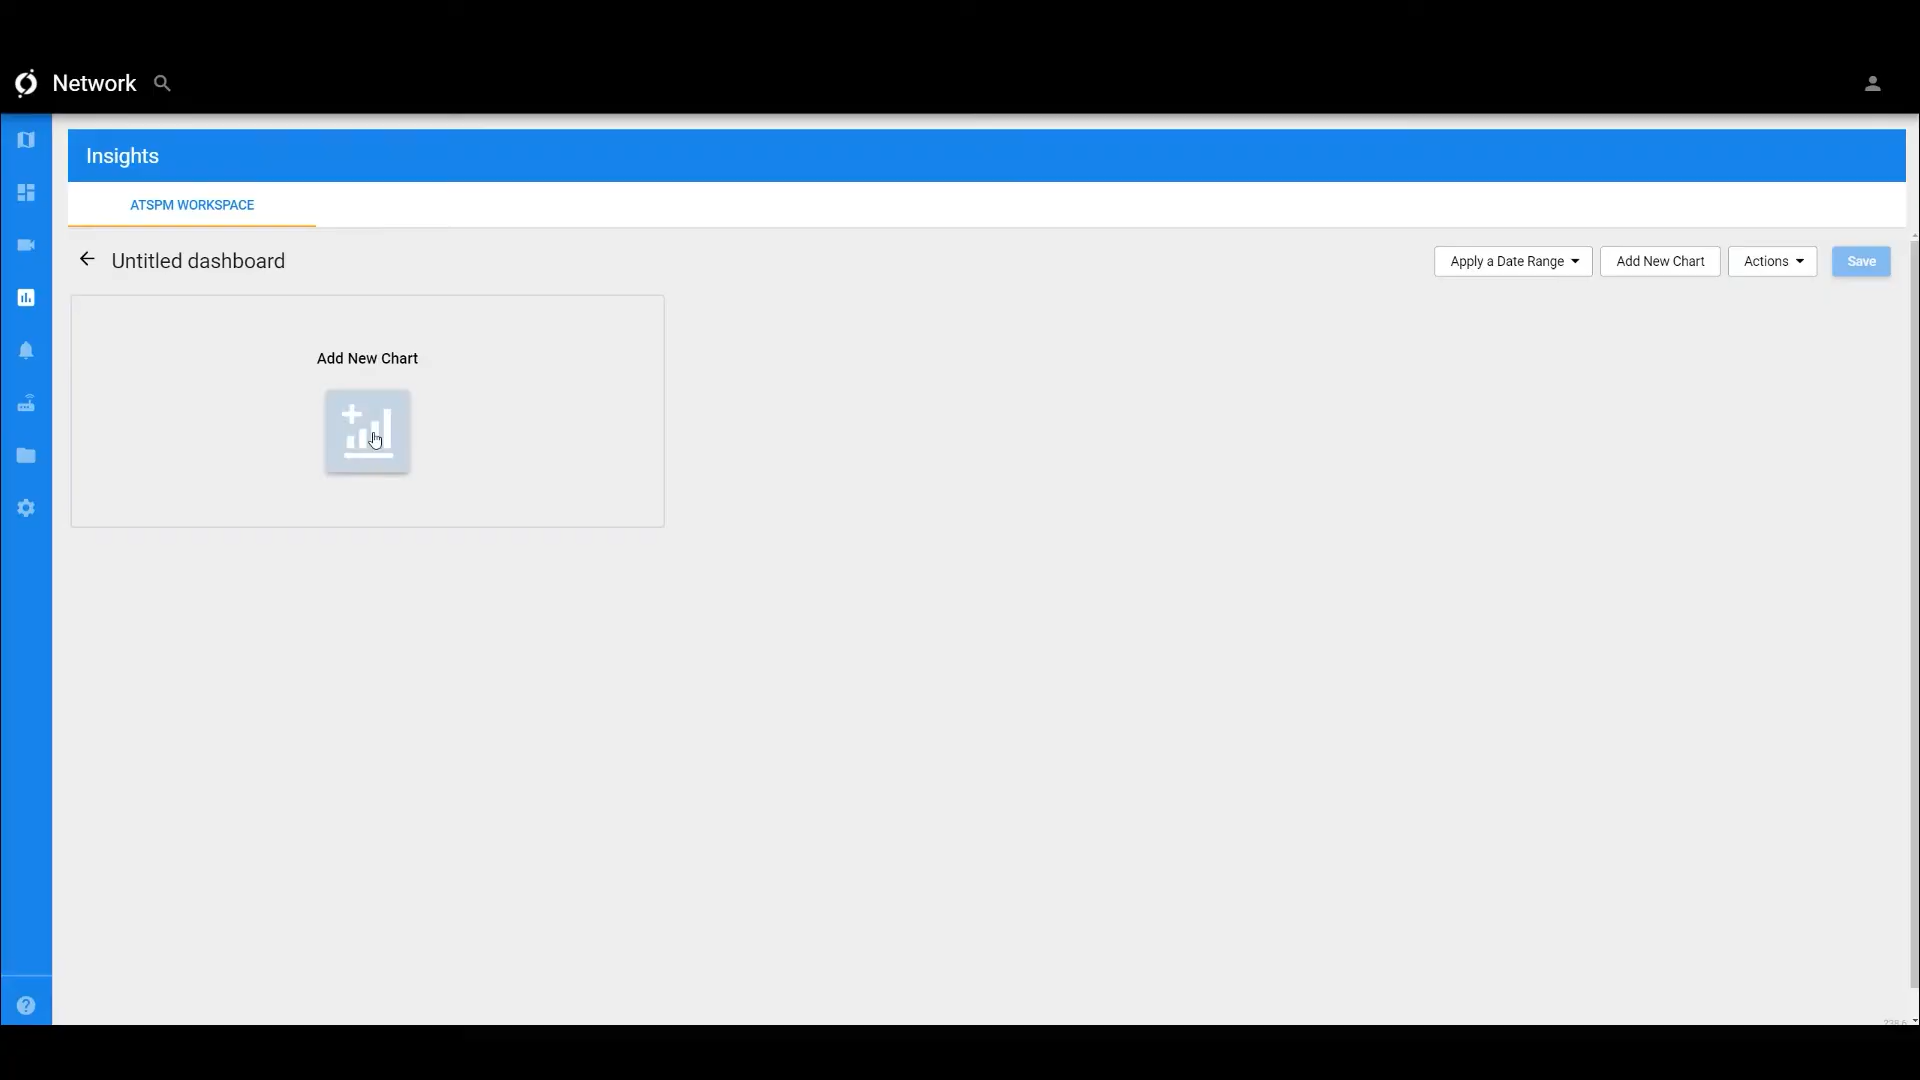 Network
Insights
ATSPM WORKSPACE
Untitled dashboard
Apply a Date Range
Add New Chart
Actions
Save
Add New Chart